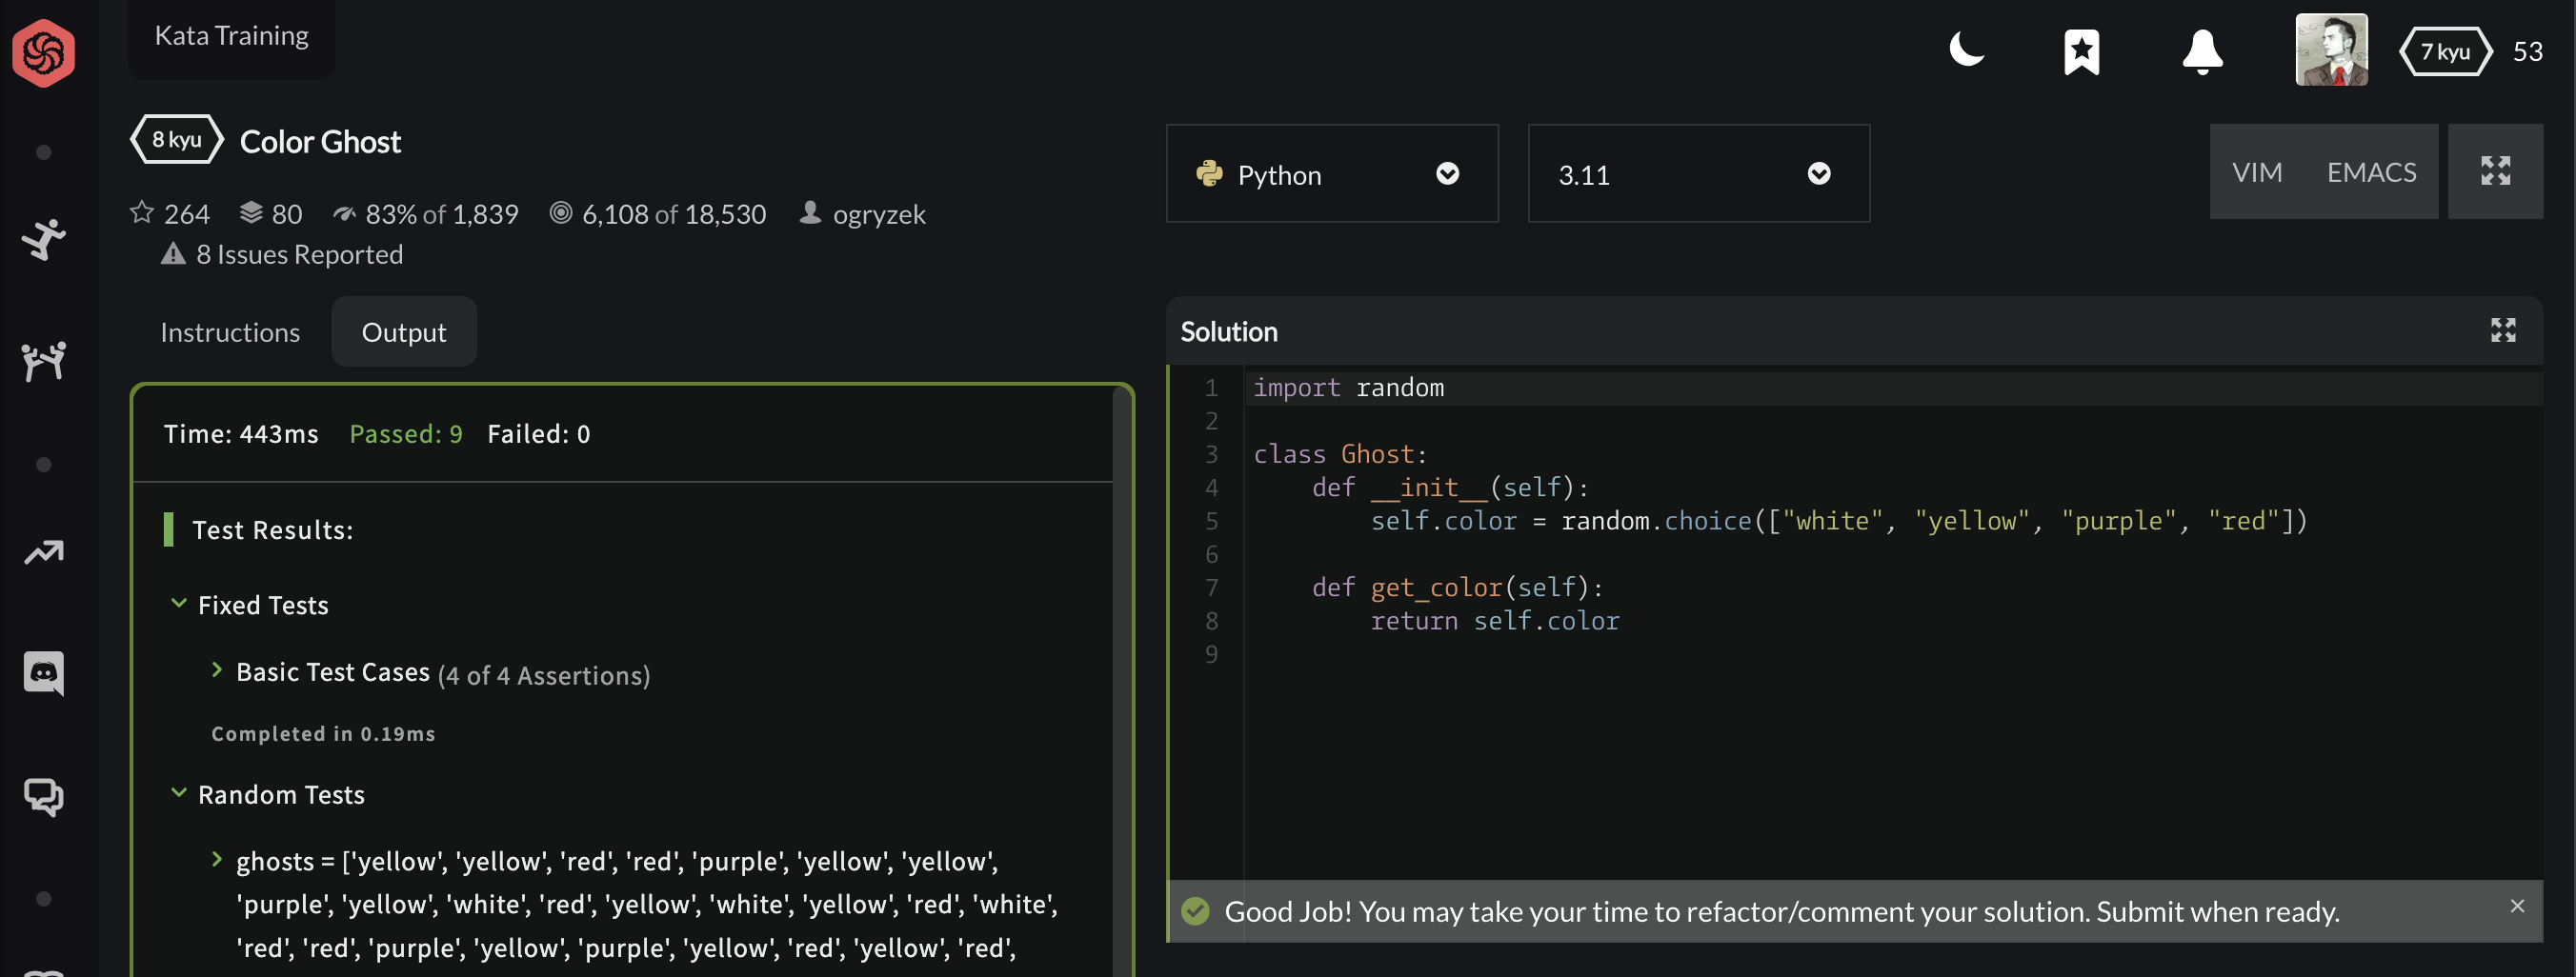 Kata Training
7 kyu 53
8 kyu Color Ghost
264 80 83% of 1,839 6,108 of 18,530 ogryzek
8 Issues Reported
Python 3.11 VIM EMACS
Instructions Output
Time: 443ms Passed: 9 Failed: 0
Test Results:
Fixed Tests
Basic Test Cases (4 of 4 Assertions)
Completed in 0.19ms
Random Tests
ghosts = ['yellow', 'yellow', 'red', 'red', 'purple', 'yellow', 'yellow',
'purple', 'yellow', 'white', 'red', 'yellow', 'white', 'yellow', 'red', 'white',
'red', 'red', 'purple', 'yellow', 'purple', 'yellow', 'red', 'yellow', 'red',
Solution
1 import random
2
3 class Ghost:
4     def __init__(self):
5         self.color = random.choice(["white", "yellow", "purple", "red"])
6
7     def get_color(self):
8         return self.color
9
Good Job! You may take your time to refactor/comment your solution. Submit when ready.